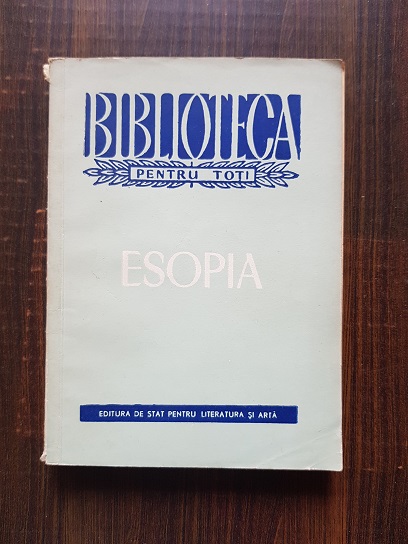 BIBLIOTECA
PENTRU TOȚI
ESOPIA
EDITURA DE STAT PENTRU LITERATURA ȘI ARTĂ